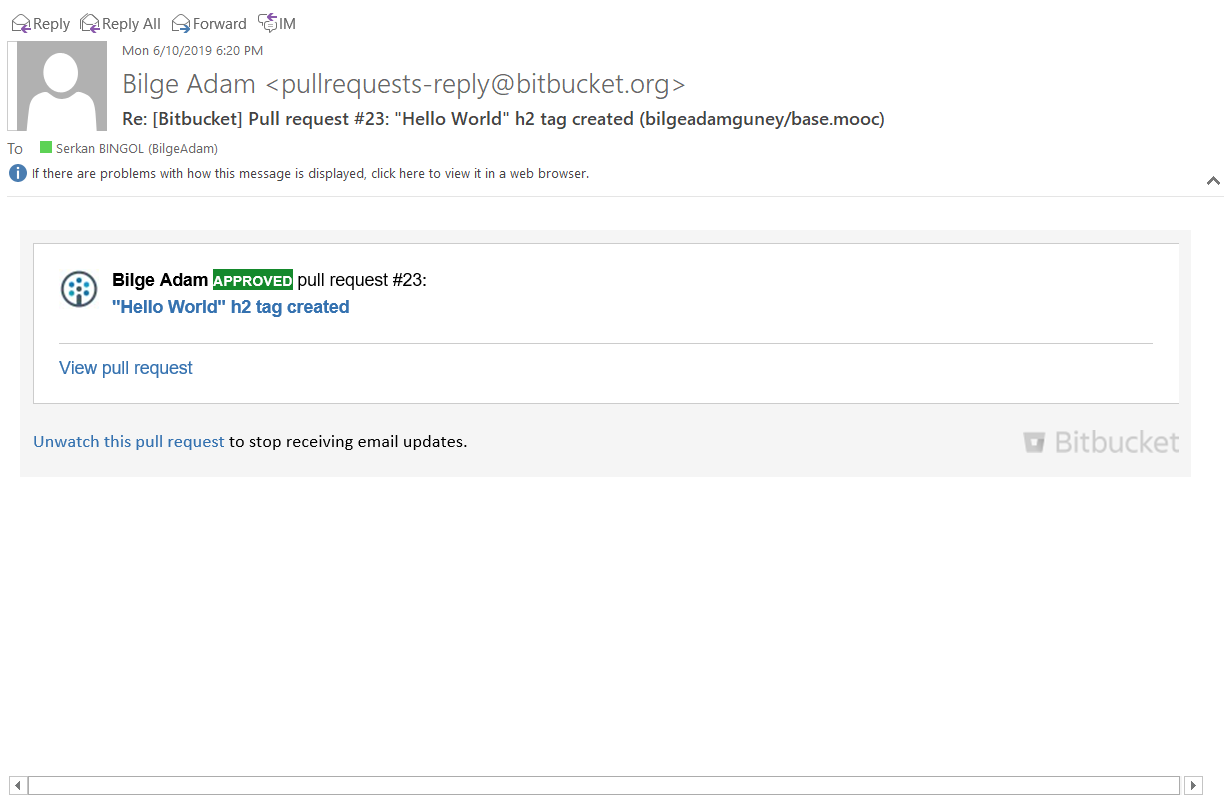 Reply Reply All Forward IM
Mon 6/10/2019 6:20 PM
Bilge Adam <pullrequests-reply@bitbucket.org>
Re: [Bitbucket] Pull request #23: "Hello World" h2 tag created (bilgeadamguney/base.mooc)
To Serkan BINGOL (BilgeAdam)
If there are problems with how this message is displayed, click here to view it in a web browser.
Bilge Adam APPROVED pull request #23:
"Hello World" h2 tag created
View pull request
Unwatch this pull request to stop receiving email updates.
Bitbucket